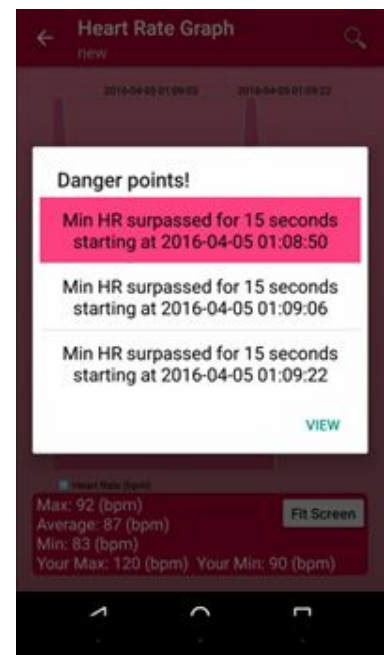 Heart Rate Graph
new
2016-04-05 01:09:03 2016-04-05 01:09:22
Danger points!
Min HR surpassed for 15 seconds
starting at 2016-04-05 01:08:50
Min HR surpassed for 15 seconds
starting at 2016-04-05 01:09:06
Min HR surpassed for 15 seconds
starting at 2016-04-05 01:09:22
VIEW
Heart Rate (bpm)
Max: 92 (bpm)
Average: 87 (bpm)
Fit Screen
Min: 83 (bpm)
Your Max: 120 (bpm) Your Min: 90 (bpm)